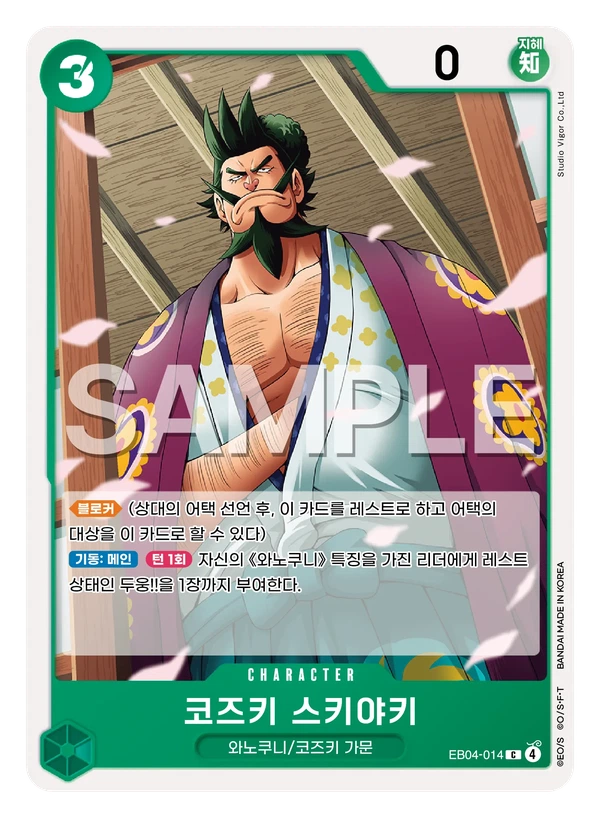 3
0
지혜
知
Studio Vigor Co.,Ltd
SAMPLE
블로커 (상대의 어택 선언 후, 이 카드를 레스트로 하고 어택의
대상을 이 카드로 할 수 있다)
기동: 메인 턴 1회 자신의 《와노쿠니》 특징을 가진 리더에게 레스트
상태인 두웅!!을 1장까지 부여한다.
CHARACTER
코즈키 스키야키
와노쿠니/코즈키 가문
EB04-014 C 4
©EO/S ©O/S·F·T BANDAI MADE IN KOREA